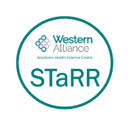 Western
Alliance
Academic Health Science Centre
STaRR